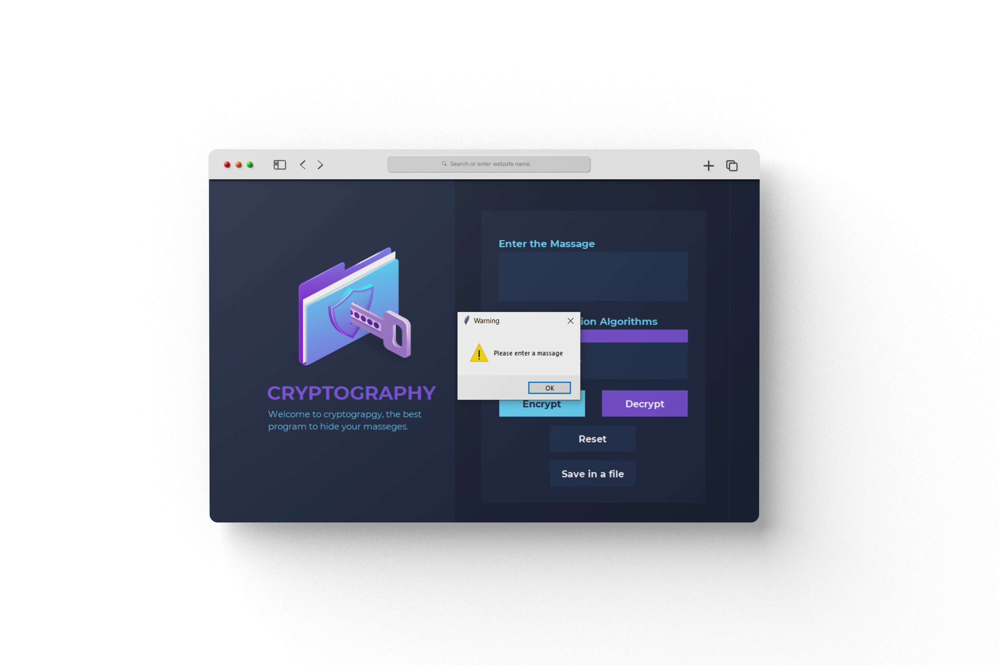 Search or enter website name
Enter the Massage
ion Algorithms
Warning
Please enter a massage
OK
CRYPTOGRAPHY
Welcome to cryptograpgy, the best
program to hide your masseges.
Encrypt
Decrypt
Reset
Save in a file